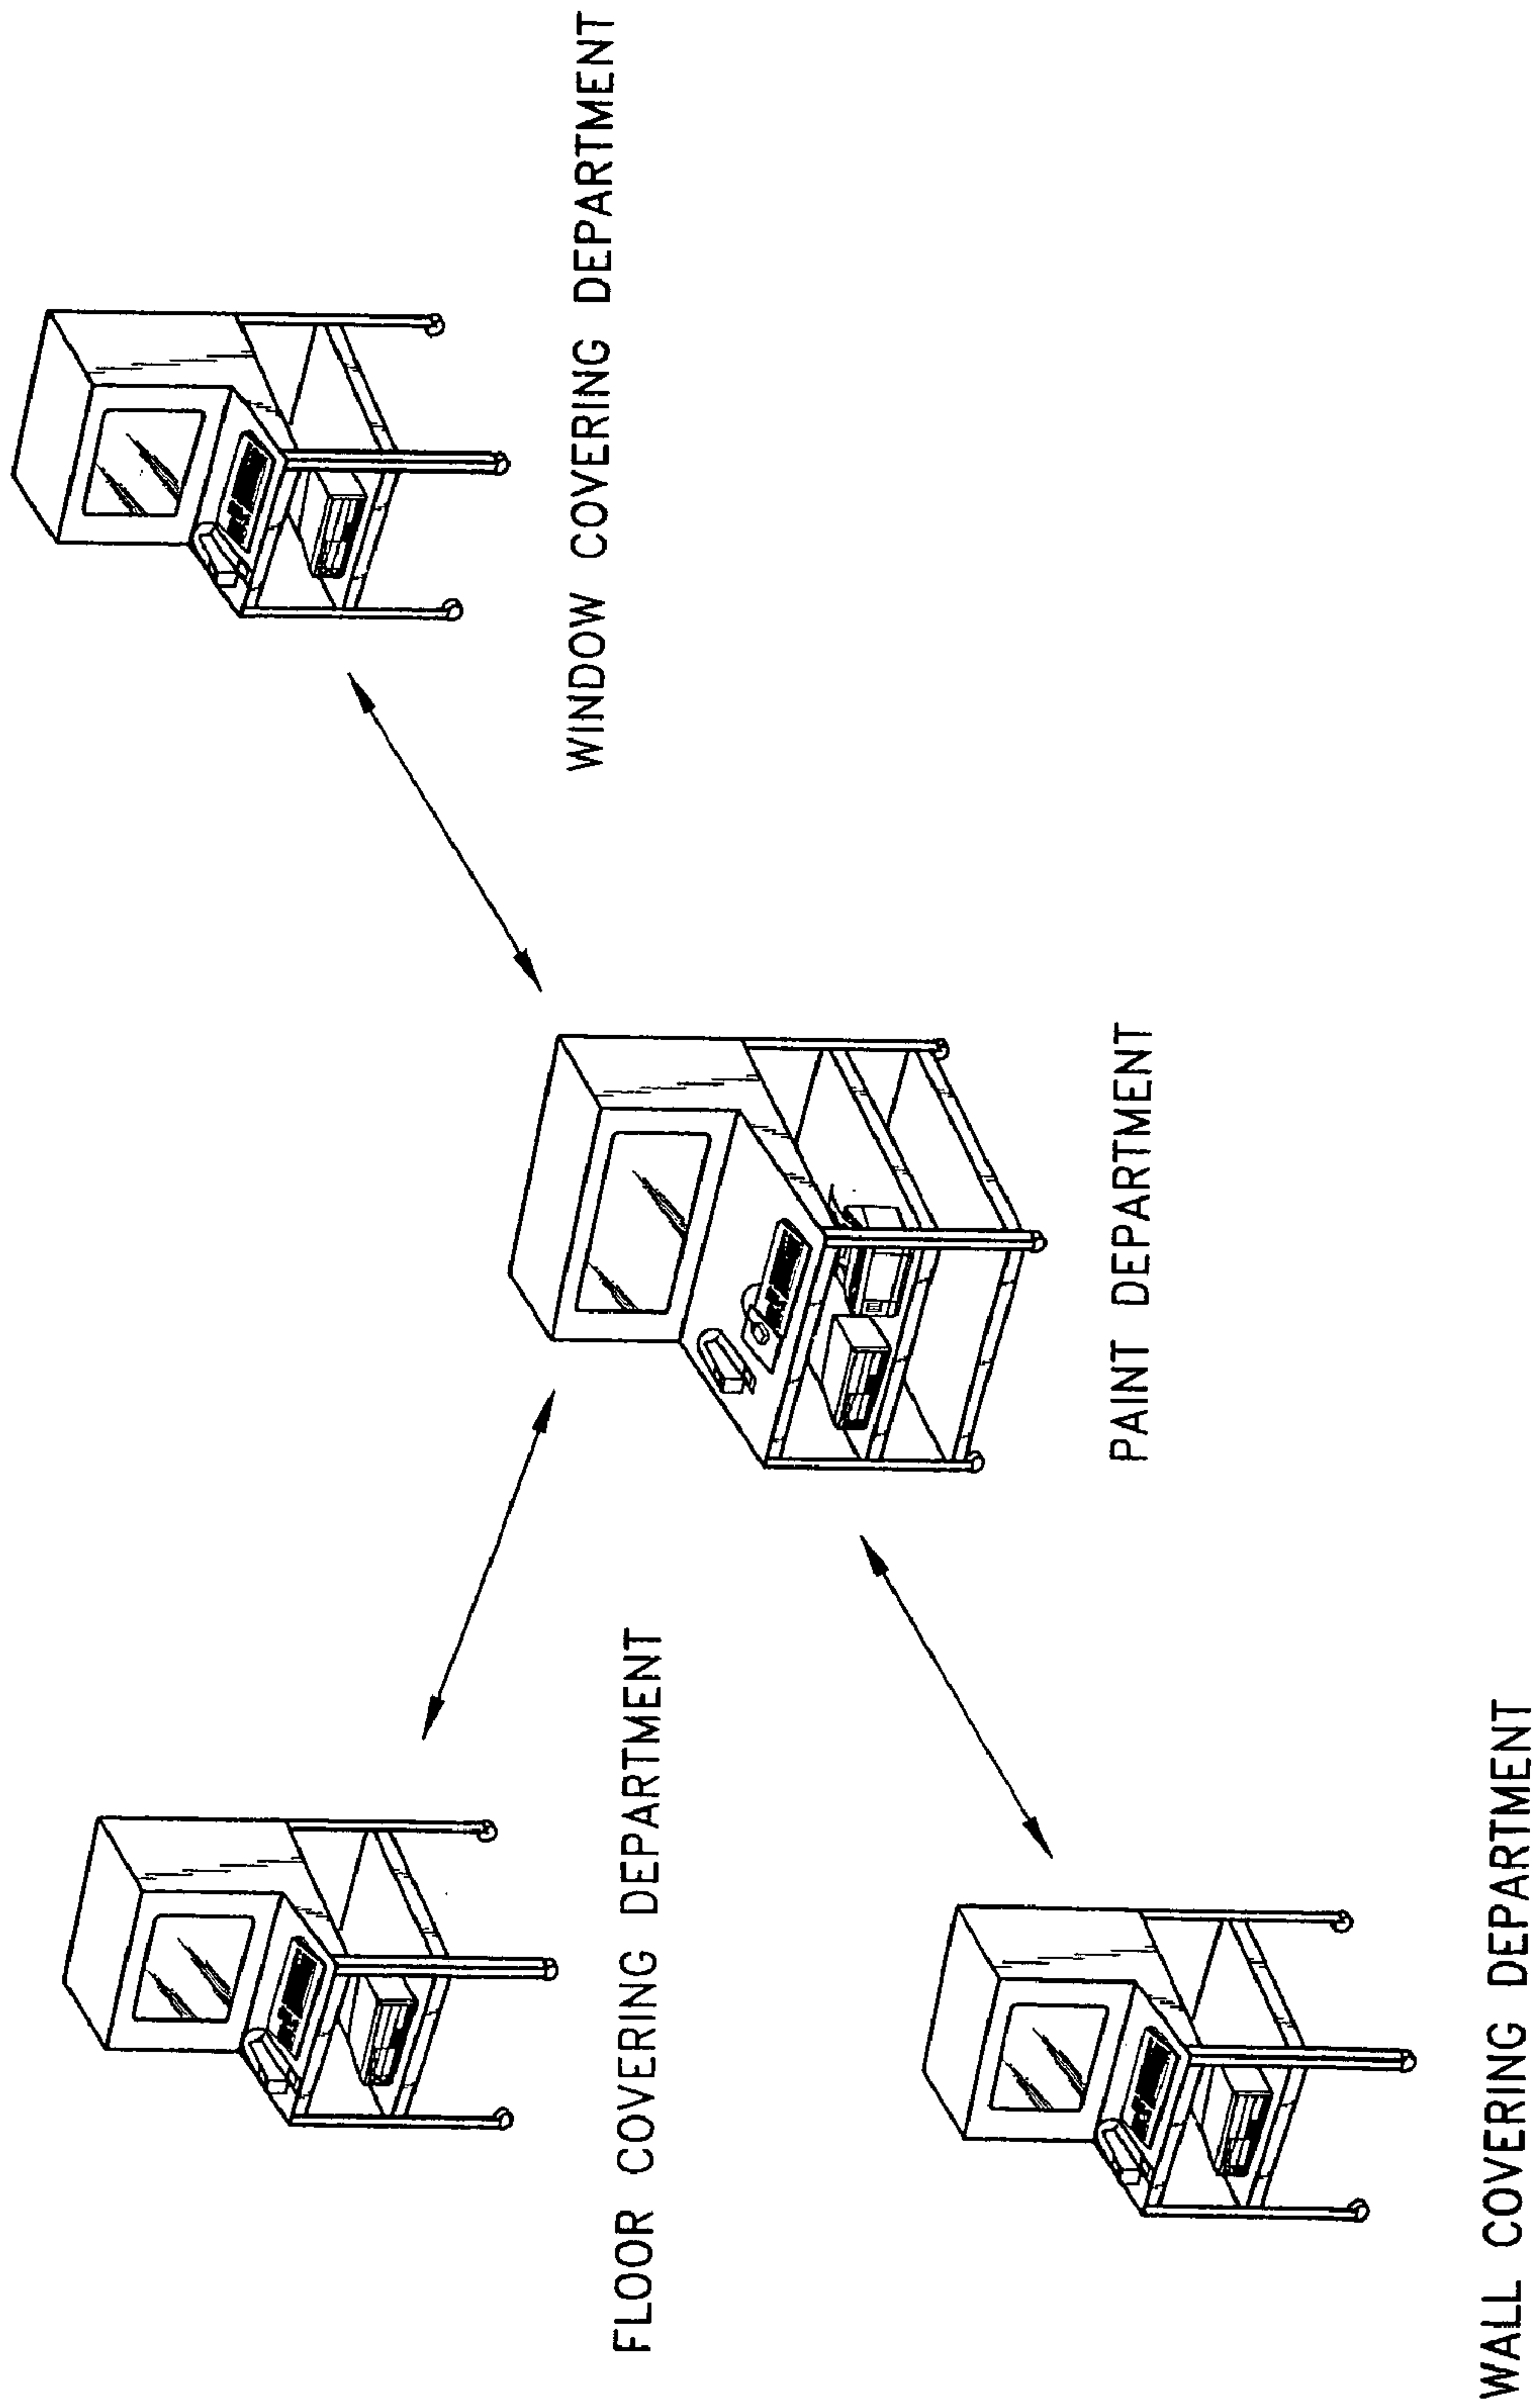 FLOOR COVERING DEPARTMENT
WINDOW COVERING DEPARTMENT
PAINT DEPARTMENT
WALL COVERING DEPARTMENT